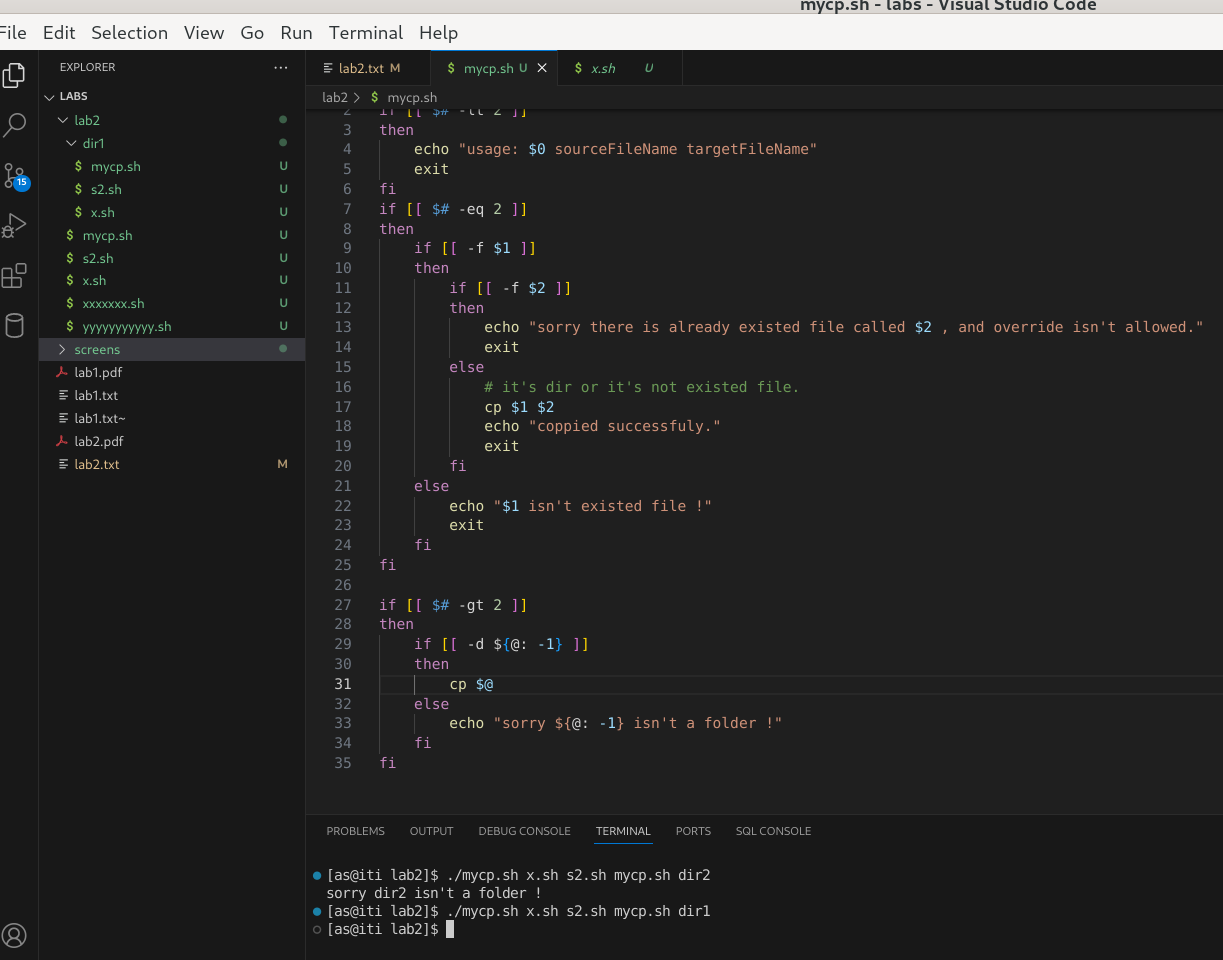 mycp.sh - labs - Visual Studio Code
File Edit Selection View Go Run Terminal Help
EXPLORER ···
LABS
lab2
dir1
$ mycp.sh U
$ s2.sh U
$ x.sh U
$ mycp.sh U
$ s2.sh U
$ x.sh U
$ xxxxxxx.sh U
$ yyyyyyyyyyy.sh U
screens
lab1.pdf
lab1.txt
lab1.txt~
lab2.pdf
lab2.txt M
15
lab2.txt M $ mycp.sh U $ x.sh U
lab2 > $ mycp.sh
2 if [[ $# -lt 2 ]]
3 then
4 echo "usage: $0 sourceFileName targetFileName"
5 exit
6 fi
7 if [[ $# -eq 2 ]]
8 then
9 if [[ -f $1 ]]
10 then
11 if [[ -f $2 ]]
12 then
13 echo "sorry there is already existed file called $2 , and override isn't allowed."
14 exit
15 else
16 # it's dir or it's not existed file.
17 cp $1 $2
18 echo "coppied successfuly."
19 exit
20 fi
21 else
22 echo "$1 isn't existed file !"
23 exit
24 fi
25 fi
26
27 if [[ $# -gt 2 ]]
28 then
29 if [[ -d ${@: -1} ]]
30 then
31 cp $@
32 else
33 echo "sorry ${@: -1} isn't a folder !"
34 fi
35 fi
PROBLEMS OUTPUT DEBUG CONSOLE TERMINAL PORTS SQL CONSOLE
[as@iti lab2]$ ./mycp.sh x.sh s2.sh mycp.sh dir2
sorry dir2 isn't a folder !
[as@iti lab2]$ ./mycp.sh x.sh s2.sh mycp.sh dir1
[as@iti lab2]$